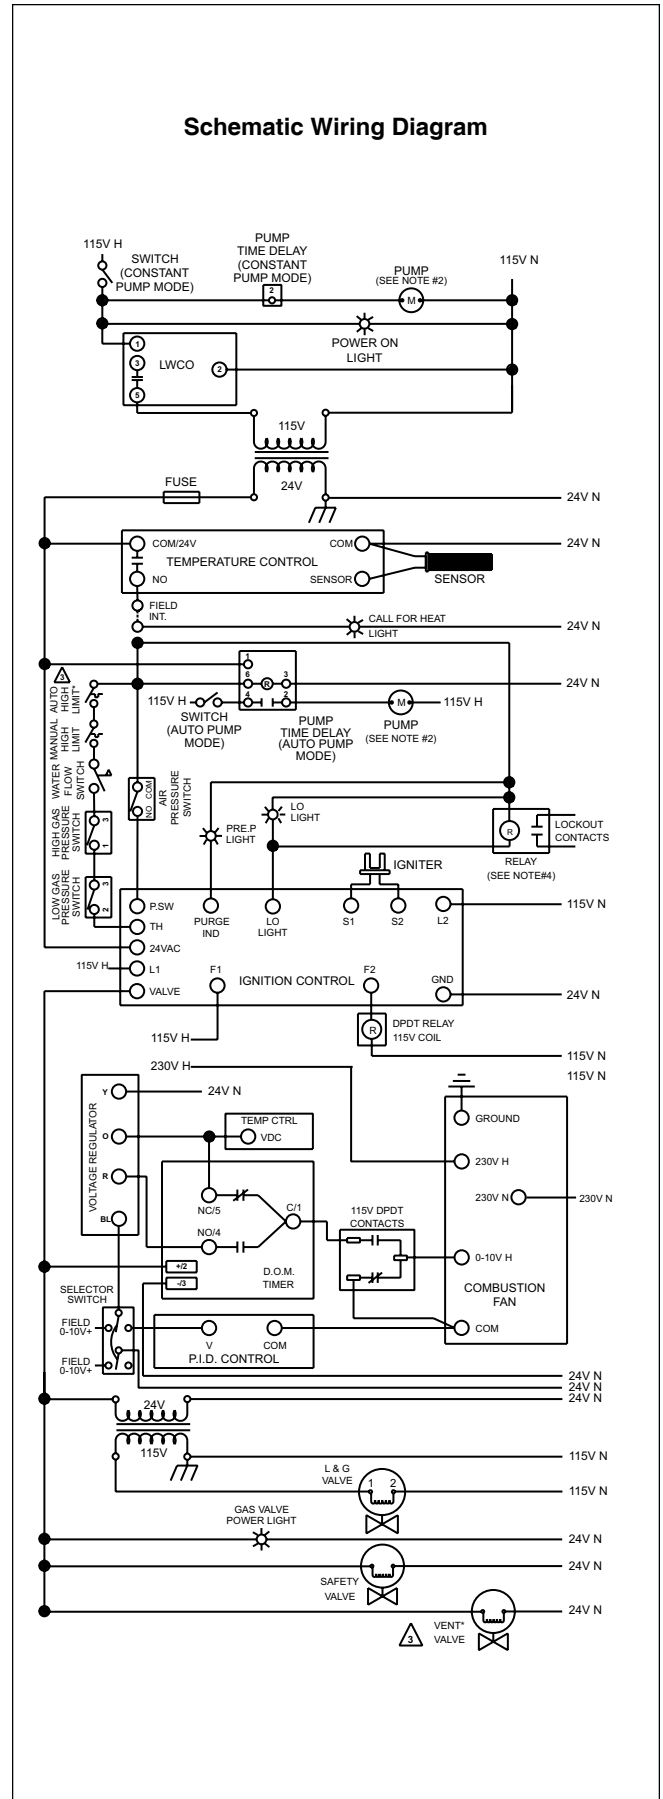 Schematic Wiring Diagram
115V H
SWITCH
(CONSTANT
PUMP MODE)
PUMP
TIME DELAY
(CONSTANT
PUMP MODE)
2
PUMP
(SEE NOTE #2)
M
115V N
POWER ON
LIGHT
1
3
LWCO
2
5
115V
24V
FUSE
24V N
COM/24V
COM
24V N
TEMPERATURE CONTROL
NO
SENSOR
SENSOR
FIELD
INT.
CALL FOR HEAT
LIGHT
24V N
3
AUTO
HIGH
LIMIT*
MANUAL
HIGH
LIMIT
WATER
FLOW
SWITCH
HIGH GAS
PRESSURE
SWITCH
3
1
LOW GAS
PRESSURE
SWITCH
3
2
1
6
R
3
4
2
24V N
115V H
SWITCH
(AUTO PUMP
MODE)
PUMP
TIME DELAY
(AUTO PUMP
MODE)
M
115V H
PUMP
(SEE NOTE #2)
NO COM
AIR
PRESSURE
SWITCH
PRE.P
LIGHT
LO
LIGHT
R
LOCKOUT
CONTACTS
RELAY
(SEE NOTE#4)
IGNITER
P.SW
PURGE
IND
LO
LIGHT
S1
S2
L2
115V N
TH
24VAC
115V H
L1
F1
IGNITION CONTROL
F2
GND
VALVE
24V N
115V H
R
DPDT RELAY
115V COIL
115V N
230V H
115V N
VOLTAGE REGULATOR
Y
24V N
O
R
BL
TEMP CTRL
VDC
NC/5
C/1
NO/4
+/2
-/3
D.O.M.
TIMER
115V DPDT
CONTACTS
GROUND
230V H
230V N
230V N
0-10V H
COMBUSTION
FAN
COM
SELECTOR
SWITCH
FIELD
0-10V+
FIELD
0-10V+
V
COM
P.I.D. CONTROL
24V N
24V N
24V N
24V
115V
115V N
L & G
VALVE
1
2
115V N
GAS VALVE
POWER LIGHT
24V N
SAFETY
VALVE
24V N
3
VENT*
VALVE
24V N